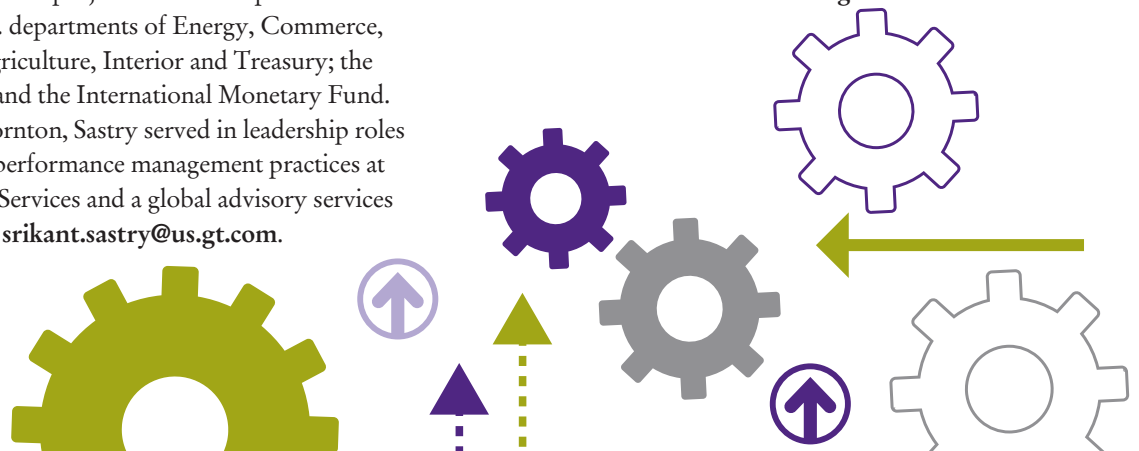 . departments of Energy, Commerce,
griculture, Interior and Treasury; the
and the International Monetary Fund.
ornton, Sastry served in leadership roles
performance management practices at
Services and a global advisory services
srikant.sastry@us.gt.com.